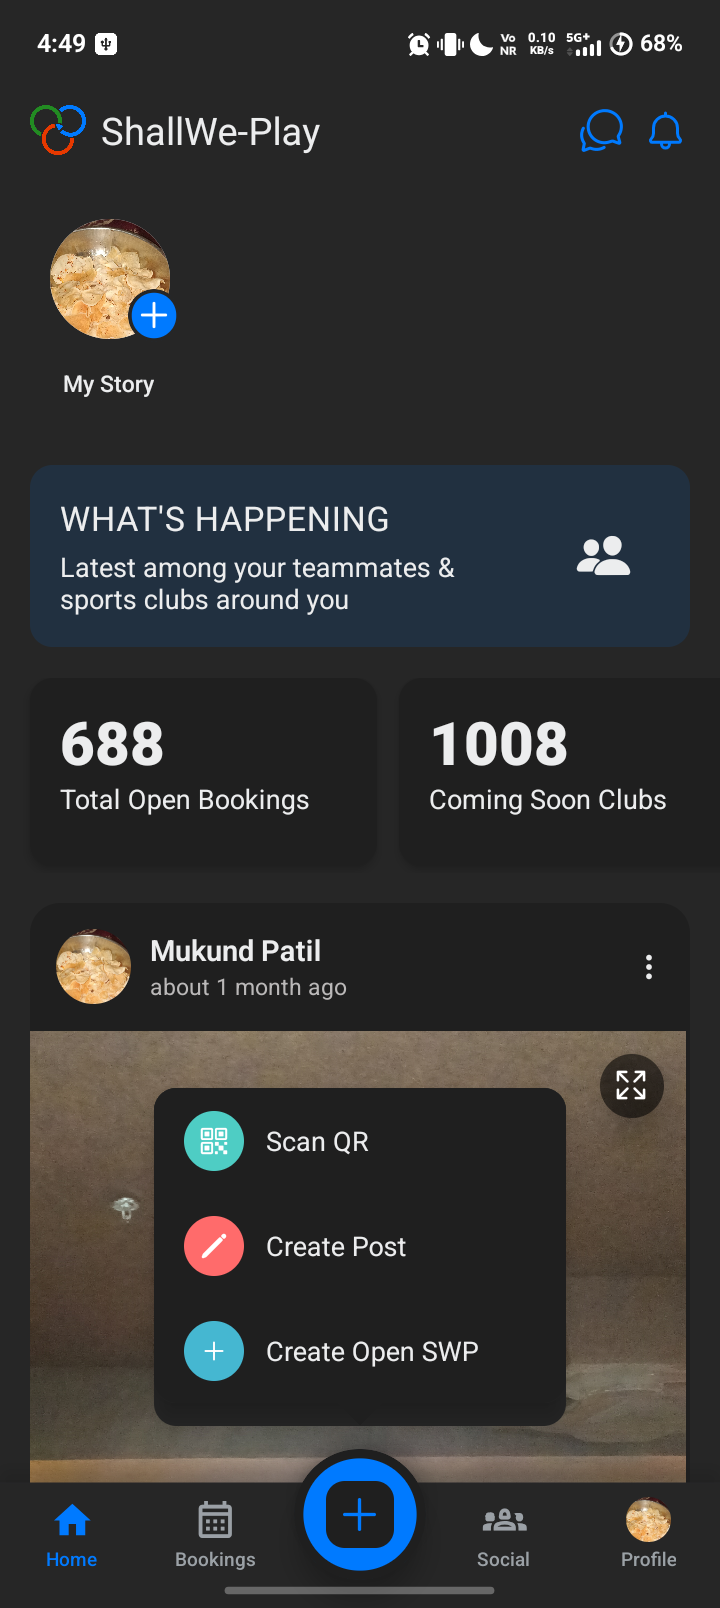 4:49
Vo
NR
0.10
KB/s
5G+
68%
ShallWe-Play
My Story
WHAT'S HAPPENING
Latest among your teammates &
sports clubs around you
688
Total Open Bookings
1008
Coming Soon Clubs
Mukund Patil
about 1 month ago
Scan QR
Create Post
Create Open SWP
Home
Bookings
Social
Profile